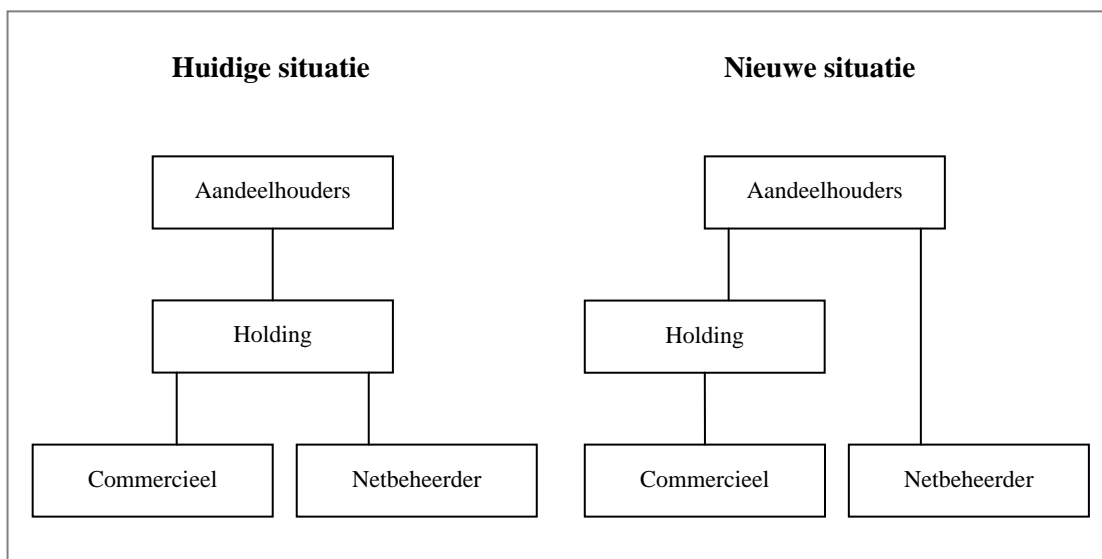 Huidige situatie
Aandeelhouders
Holding
Commercieel
Netbeheerder
Nieuwe situatie
Aandeelhouders
Holding
Commercieel
Netbeheerder